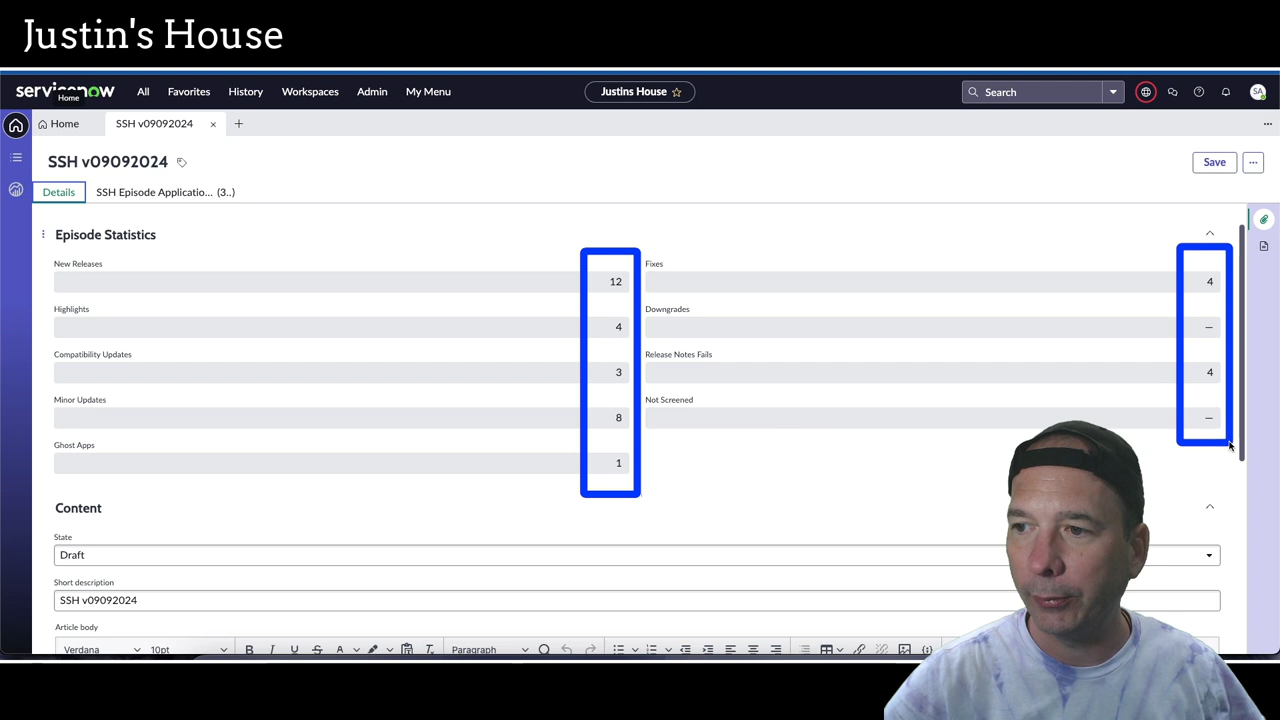 Justin's House
servicenow
All
Favorites
History
Workspaces
Admin
My Menu
Justins House
Search
SA
Home
Home
SSH v09092024
SSH v09092024
Save
Details
SSH Episode Applicatio... (3..)
Episode Statistics
New Releases
12
Fixes
4
Highlights
4
Downgrades
—
Compatibility Updates
3
Release Notes Fails
4
Minor Updates
8
Not Screened
—
Ghost Apps
1
Content
State
Draft
Short description
SSH v09092024
Article body
Verdana
10pt
Paragraph